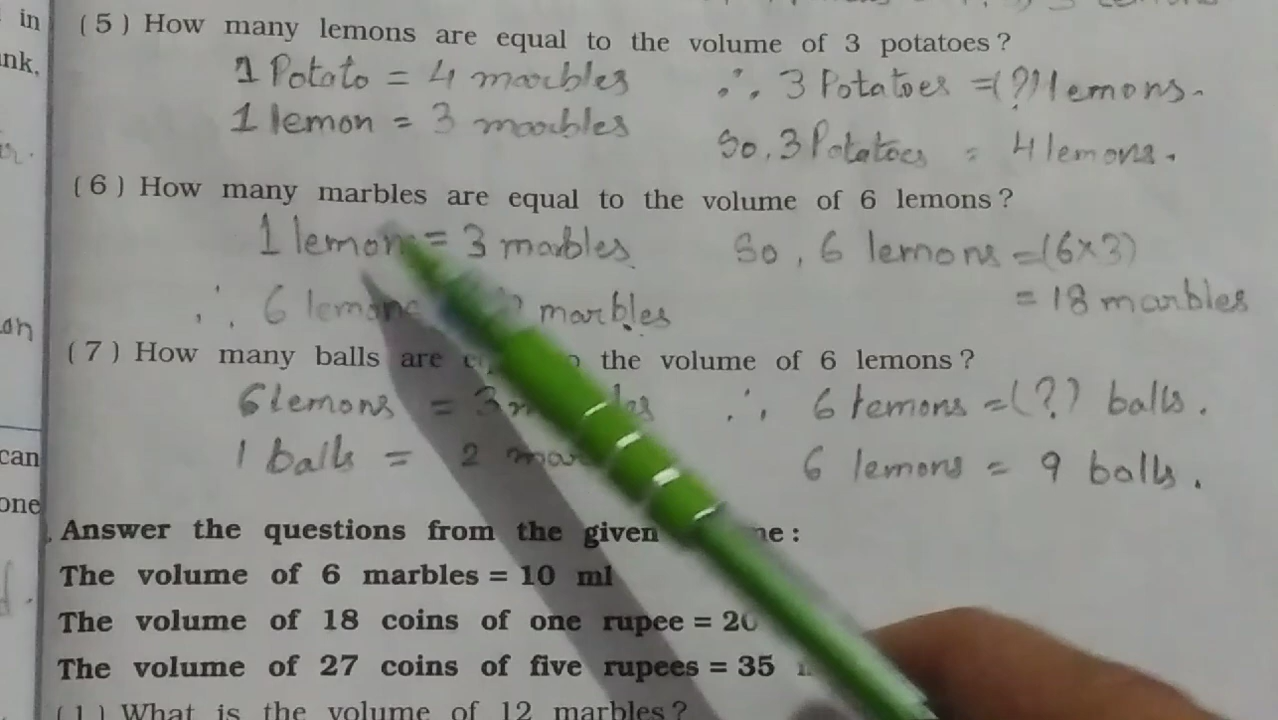 in
(5) How many lemons are equal to the volume of 3 potatoes?
nk,
1 Potato = 4 marbles ∴ 3 Potatoes =(?) lemons.
1 lemon = 3 marbles
So, 3 Potatoes = 4 lemons.
(6) How many marbles are equal to the volume of 6 lemons?
1 lemon = 3 marbles So, 6 lemons =(6×3)
= 18 marbles
∴ 6 lemons marbles
(7) How many balls are to the volume of 6 lemons?
6 lemons = 3 ∴ 6 lemons =(?) balls.
1 balls = 2 6 lemons = 9 balls.
can
one
Answer the questions from the given :
The volume of 6 marbles = 10 ml
The volume of 18 coins of one rupee = 20
The volume of 27 coins of five rupees = 35
(1) What is the volume of 12 marbles?